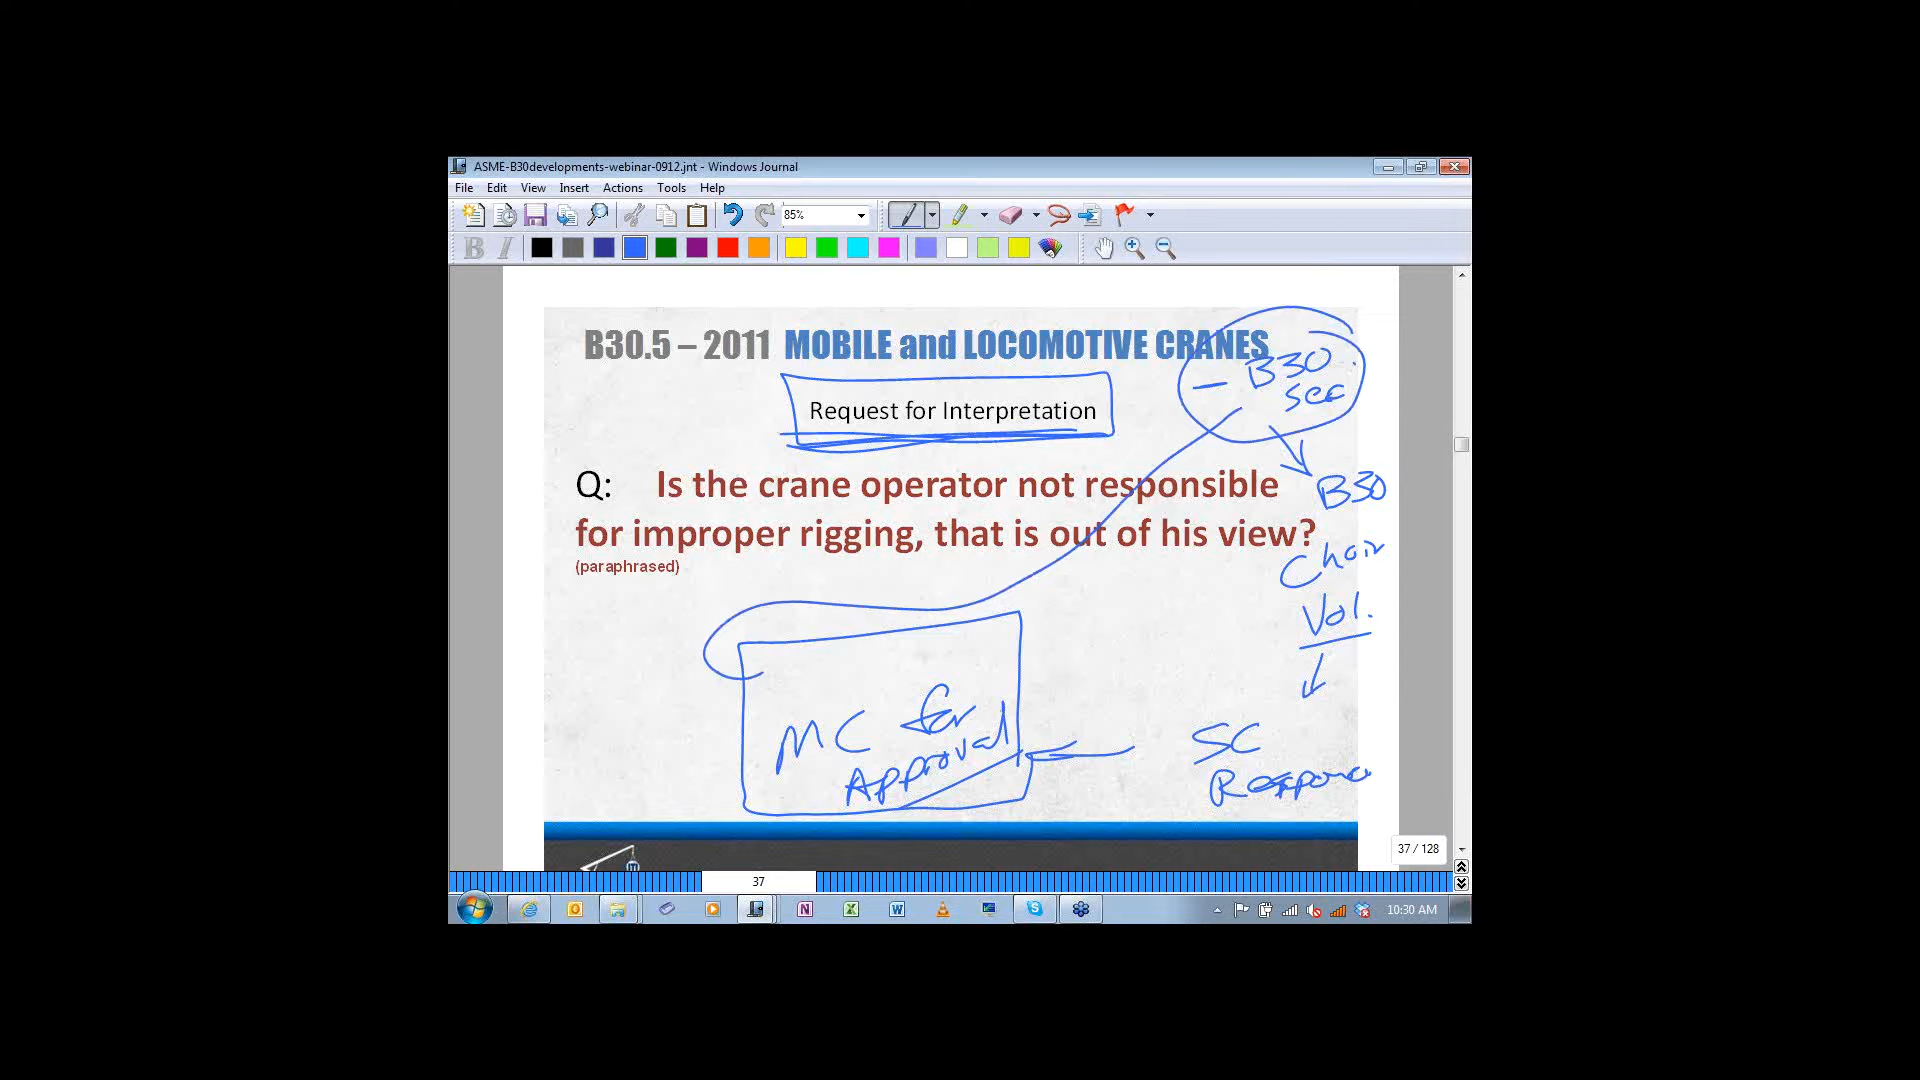 ASME-B30developments-webinar-0912.jnt - Windows Journal
File Edit View Insert Actions Tools Help
85%
B I
B30.5 – 2011 MOBILE and LOCOMOTIVE CRANES
Request for Interpretation
– B30
Sec
Q: Is the crane operator not responsible
for improper rigging, that is out of his view?
(paraphrased)
B30
Chair
Vol.
MC for
Approval
SC
37 / 128
37
10:30 AM